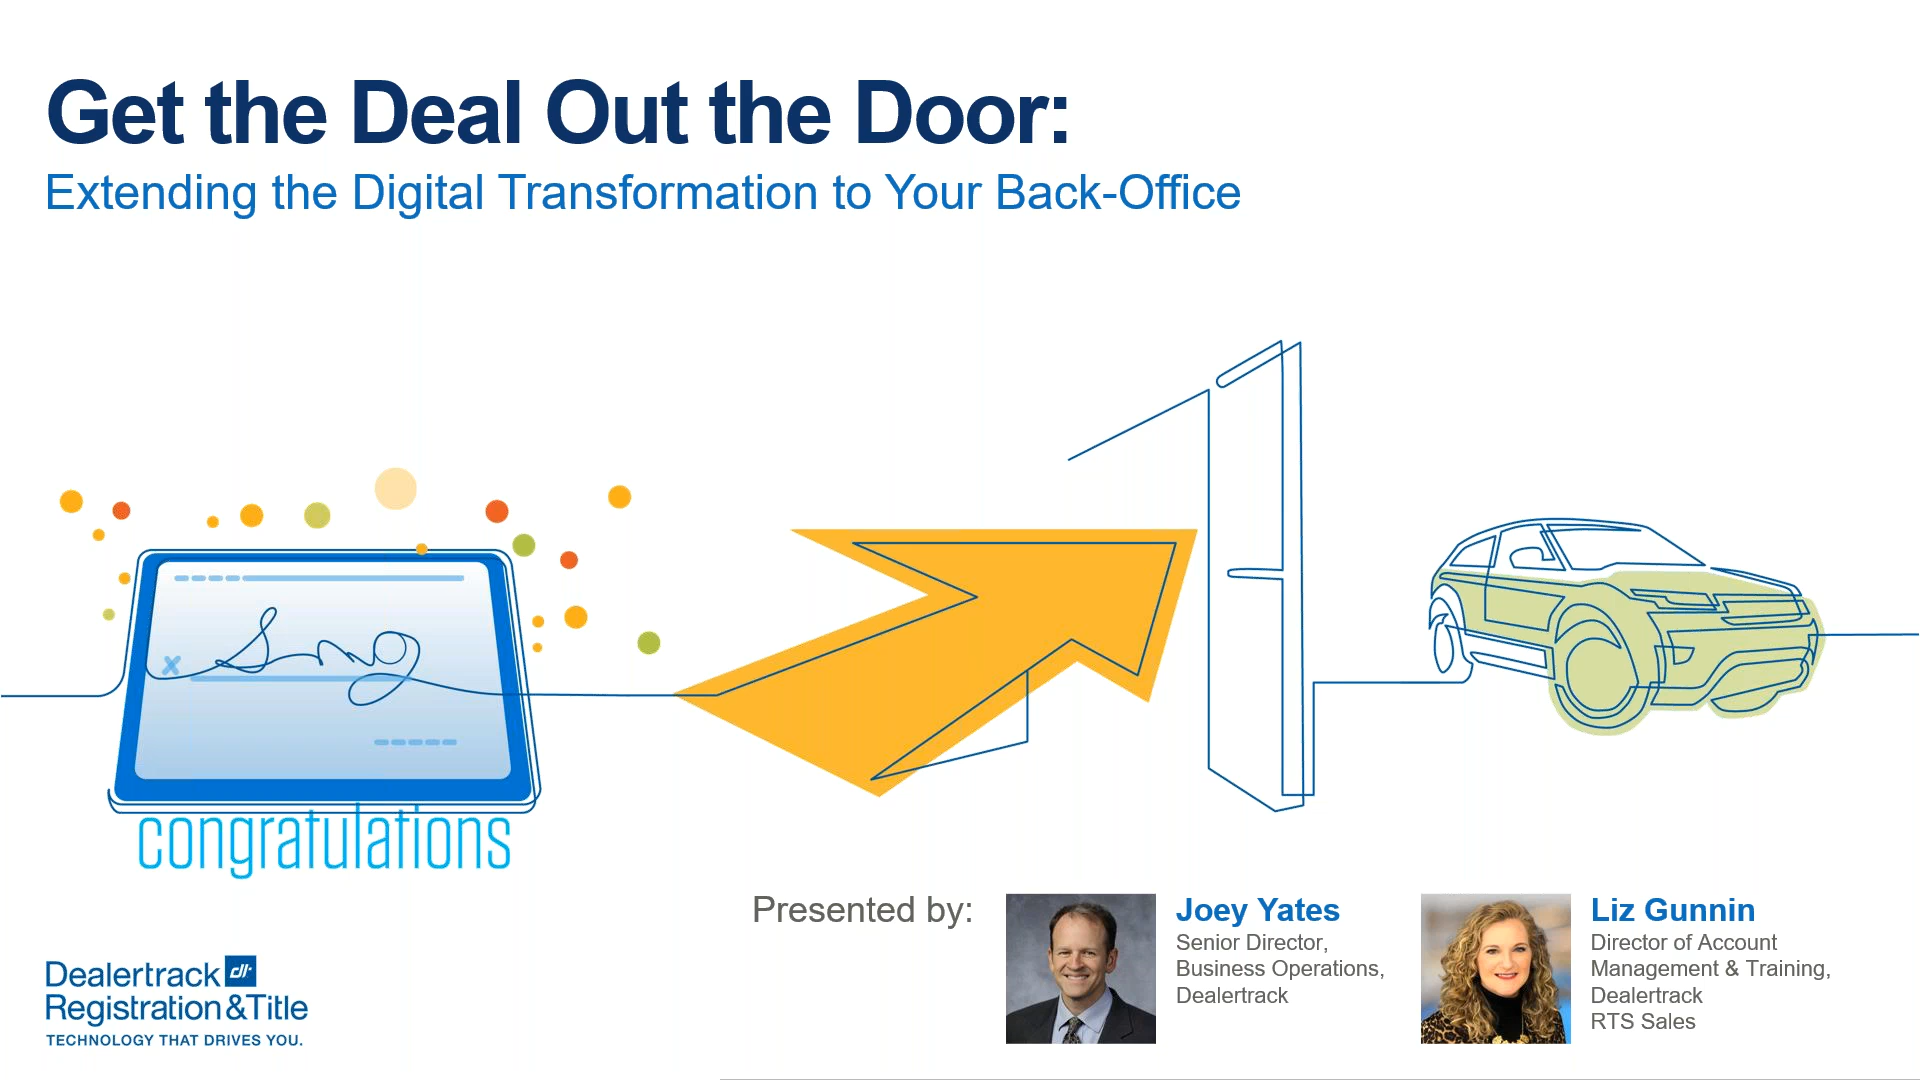 Get the Deal Out the Door:
Extending the Digital Transformation to Your Back-Office
x
congratulations
Presented by:
Joey Yates
Senior Director,
Business Operations,
Dealertrack
Liz Gunnin
Director of Account
Management & Training,
Dealertrack
RTS Sales
Dealertrack dt
Registration & Title
TECHNOLOGY THAT DRIVES YOU.